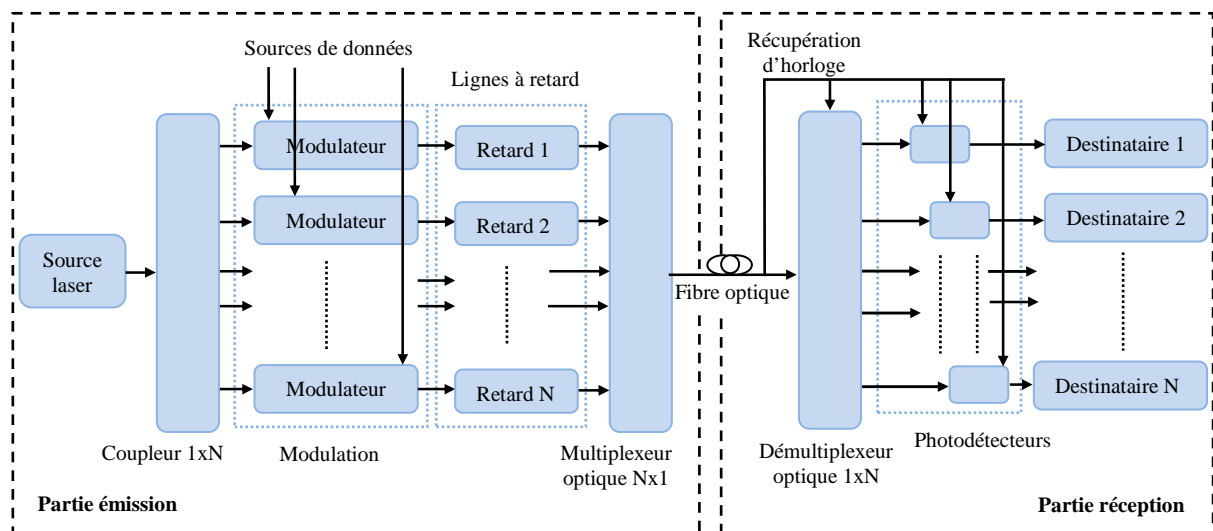 Sources de données
Lignes à retard
Source
laser
Modulateur
Modulateur
Modulateur
Retard 1
Retard 2
Retard N
Coupleur 1xN
Modulation
Multiplexeur
optique Nx1
Partie émission
Fibre optique
Récupération
d’horloge
Destinataire 1
Destinataire 2
Destinataire N
Démultiplexeur
optique 1xN
Photodétecteurs
Partie réception